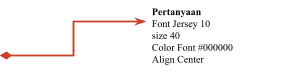 Pertanyaan
Font Jersey 10
size 40
Color Font #000000
Align Center